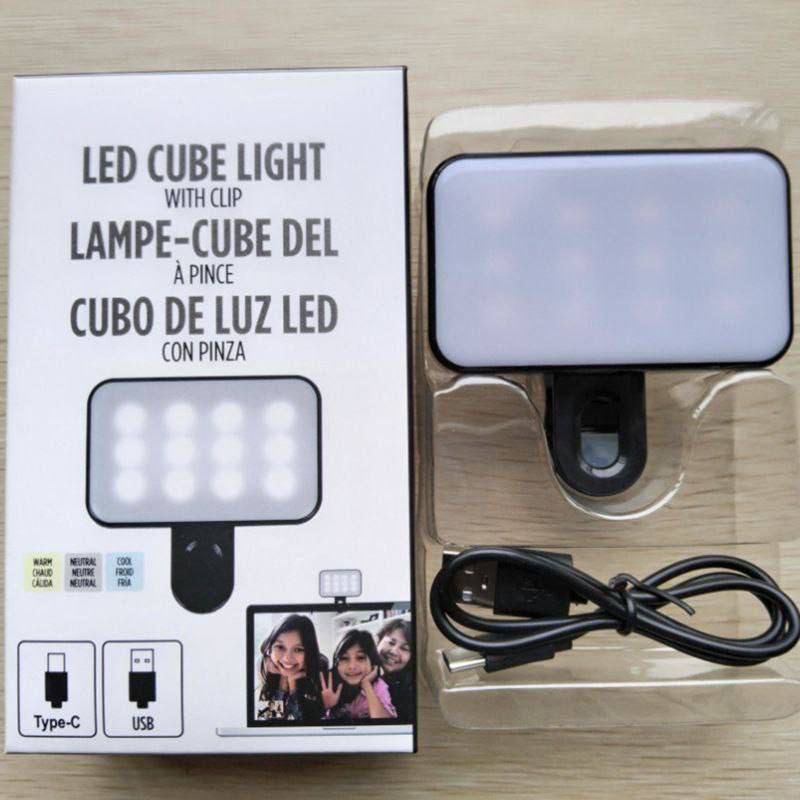 LED CUBE LIGHT
WITH CLIP
LAMPE-CUBE DEL
À PINCE
CUBO DE LUZ LED
CON PINZA
WARM
CHAUD
CÁLIDA
NEUTRAL
NEUTRE
NEUTRAL
COOL
FROID
FRÍA
Type-C
USB